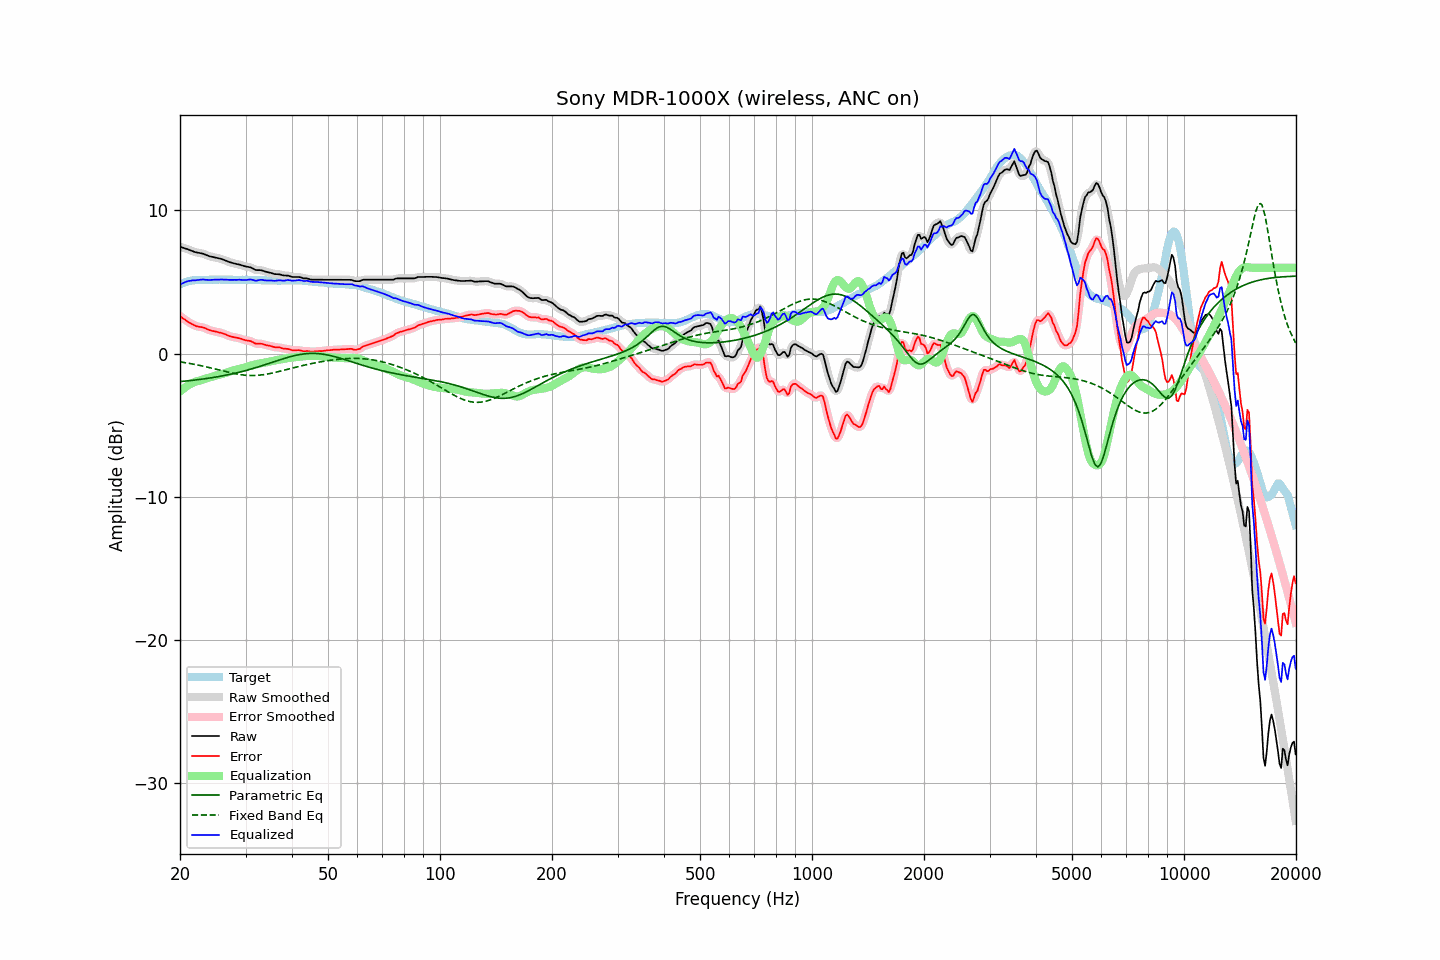 Sony MDR-1000X (wireless, ANC on)
10
0
−10
−20
−30
Amplitude (dBr)
Target
Raw Smoothed
Error Smoothed
Raw
Error
Equalization
Parametric Eq
Fixed Band Eq
Equalized
20 50 100 200 500 1000 2000 5000 10000 20000
Frequency (Hz)